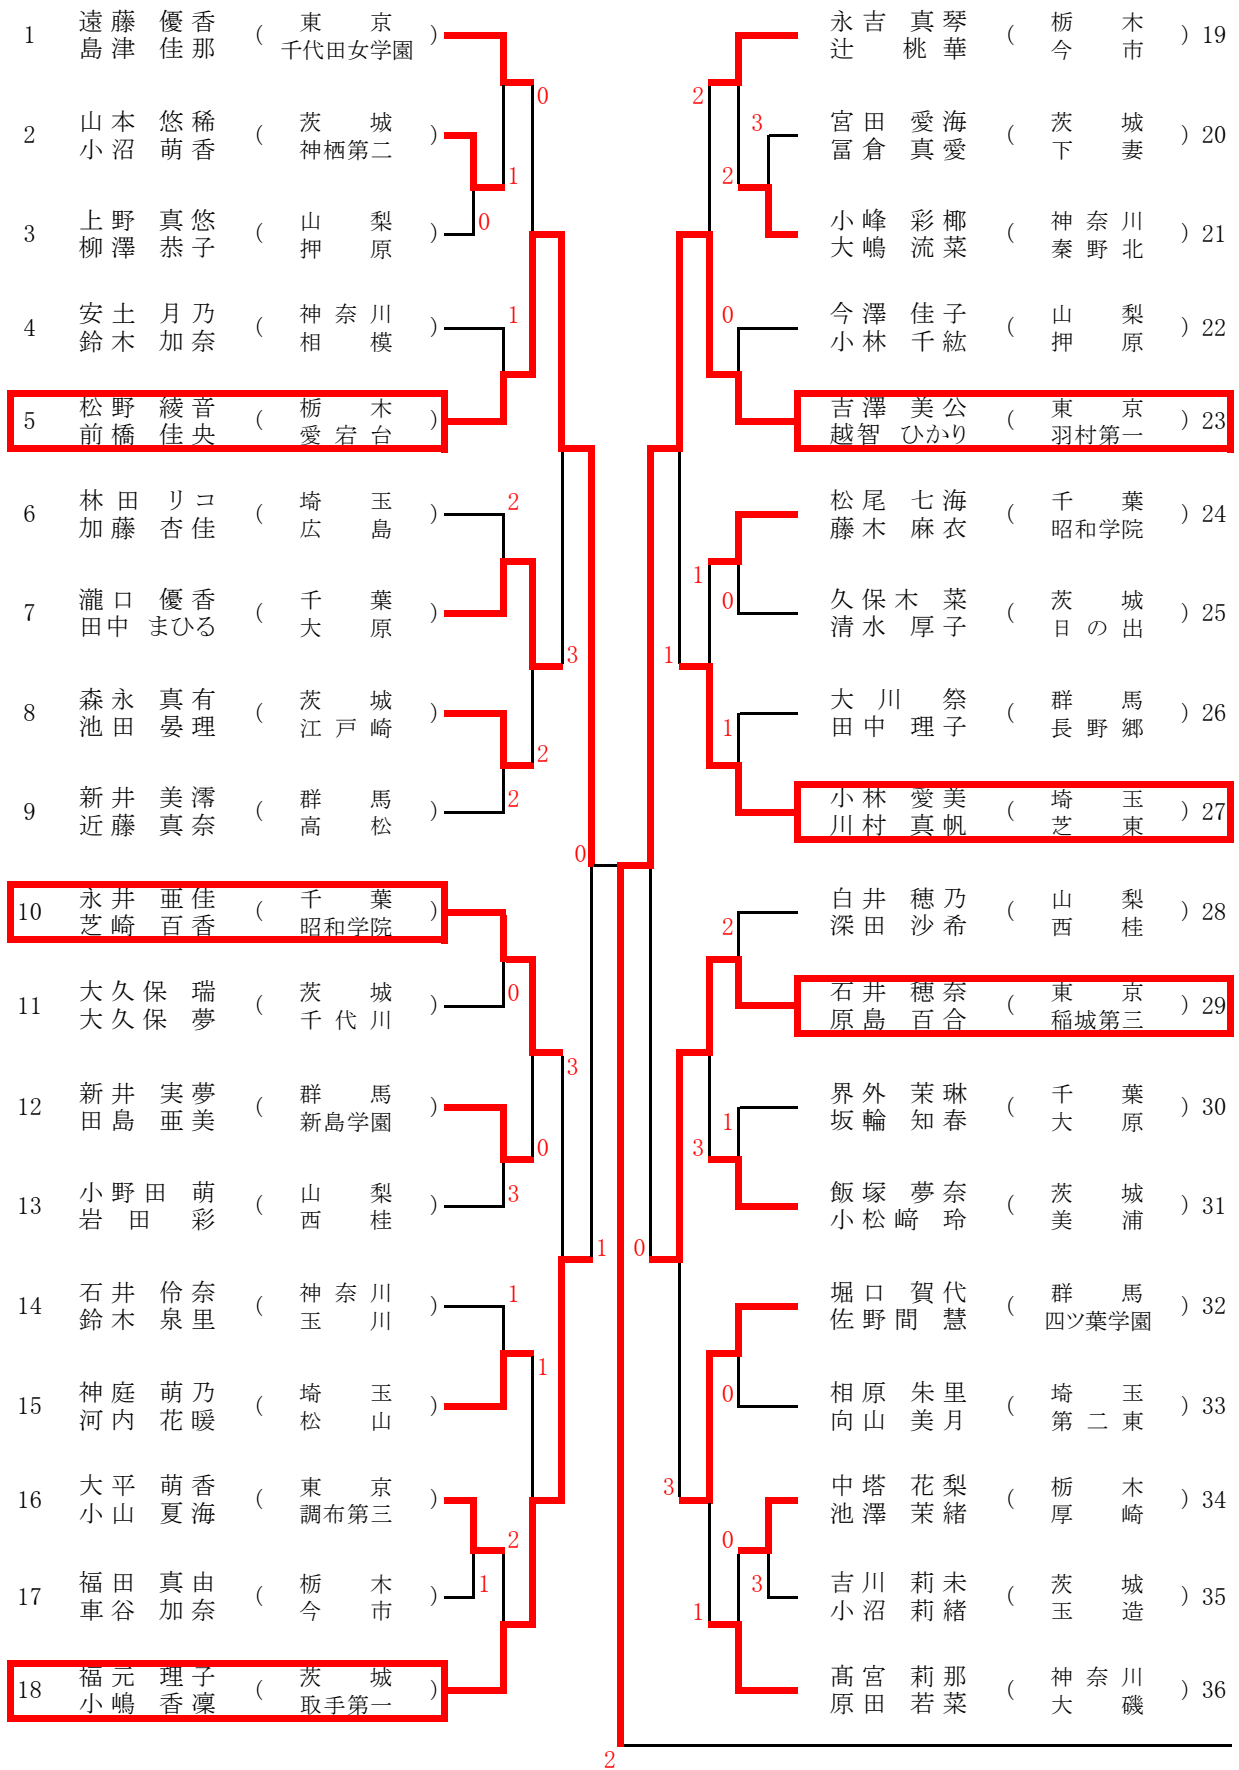 1 遠藤 優香 ( 東 京 )
島津 佳那 千代田女学園
0
2 山本 悠稀 ( 茨 城 )
小沼 萌香 神栖第二
1
3 上野 真悠 ( 山 梨 )
柳澤 恭子 押 原
0
4 安土 月乃 ( 神奈川 )
鈴木 加奈 相 模
1
5 松野 綾音 ( 栃 木 )
前橋 佳央 愛宕台
6 林田 リコ ( 埼 玉 )
加藤 杏佳 広 島
2
7 瀧口 優香 ( 千 葉 )
田中 まひる 大 原
3
8 森永 真有 ( 茨 城 )
池田 晏理 江戸崎
2
9 新井 美澪 ( 群 馬 )
近藤 真奈 高 松
2
0
10 永井 亜佳 ( 千 葉 )
芝崎 百香 昭和学院
0
11 大久保 瑞 ( 茨 城 )
大久保 夢 千代川
3
12 新井 実夢 ( 群 馬 )
田島 亜美 新島学園
0
13 小野田 萌 ( 山 梨 )
岩田 彩 西 桂
3
1
14 石井 伶奈 ( 神奈川 )
鈴木 泉里 玉 川
1
1
15 神庭 萌乃 ( 埼 玉 )
河内 花暖 松 山
16 大平 萌香 ( 東 京 )
小山 夏海 調布第三
2
17 福田 真由 ( 栃 木 )
車谷 加奈 今 市
1
18 福元 理子 ( 茨 城 )
小嶋 香凜 取手第一
永吉 真琴 ( 栃 木 ) 19
辻 桃華 今 市
2
3
宮田 愛海 ( 茨 城 ) 20
冨倉 真愛 下 妻
2
小峰 彩椰 ( 神奈川 ) 21
大嶋 流菜 秦野北
0
今澤 佳子 ( 山 梨 ) 22
小林 千紘 押 原
吉澤 美公 ( 東 京 ) 23
越智 ひかり 羽村第一
松尾 七海 ( 千 葉 ) 24
藤木 麻衣 昭和学院
1
0
久保木 菜 ( 茨 城 ) 25
清水 厚子 日の出
1
大川 祭 ( 群 馬 ) 26
田中 理子 長野郷
1
小林 愛美 ( 埼 玉 ) 27
川村 真帆 芝 東
白井 穂乃 ( 山 梨 ) 28
深田 沙希 西 桂
2
石井 穂奈 ( 東 京 ) 29
原島 百合 稲城第三
界外 茉琳 ( 千 葉 ) 30
坂輪 知春 大 原
1
3
飯塚 夢奈 ( 茨 城 ) 31
小松﨑 玲 美 浦
0
堀口 賀代 ( 群 馬 ) 32
佐野間 慧 四ツ葉学園
0
相原 朱里 ( 埼 玉 ) 33
向山 美月 第二東
3
中塔 花梨 ( 栃 木 ) 34
池澤 茉緒 厚 崎
0
3
吉川 莉未 ( 茨 城 ) 35
小沼 莉緒 玉 造
1
髙宮 莉那 ( 神奈川 ) 36
原田 若菜 大 磯
2